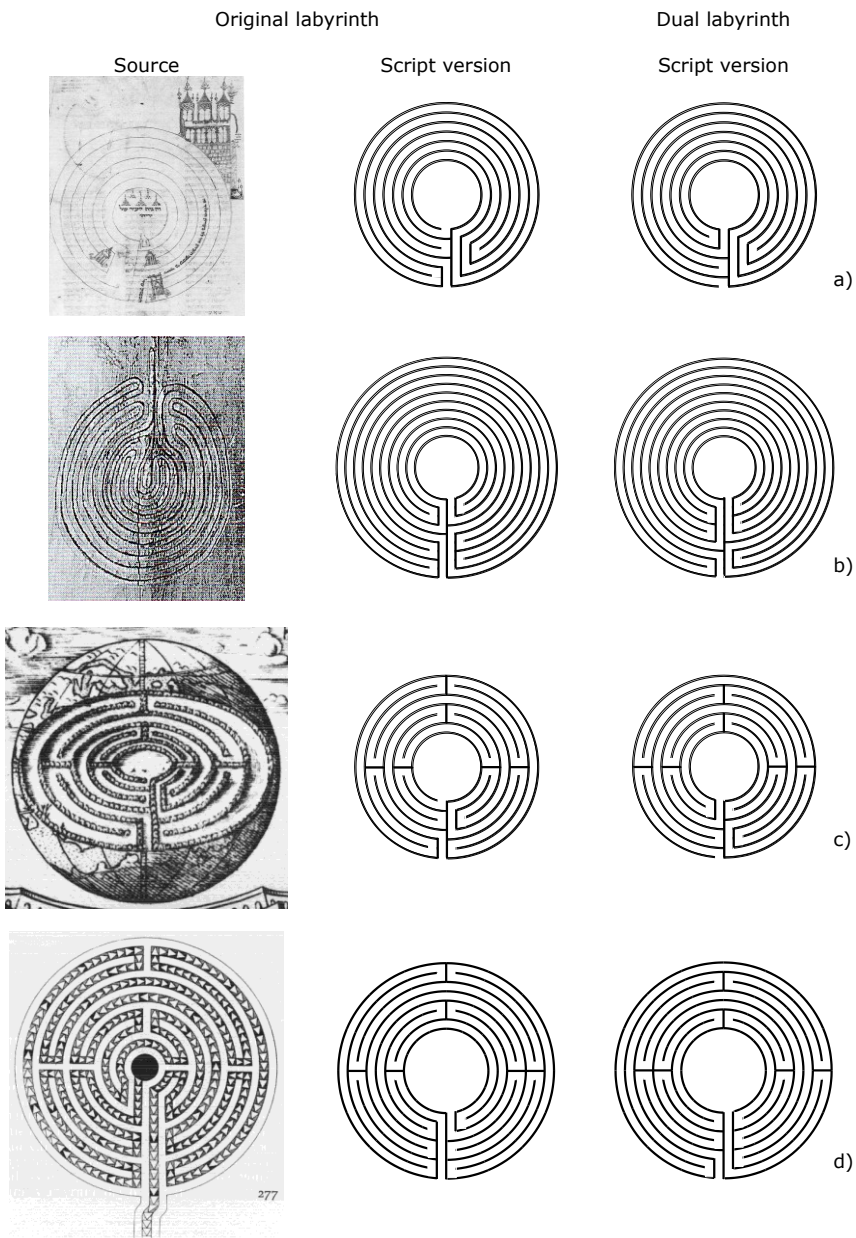 Original labyrinth
Dual labyrinth
Source
Script version
Script version
a)
b)
c)
277
d)